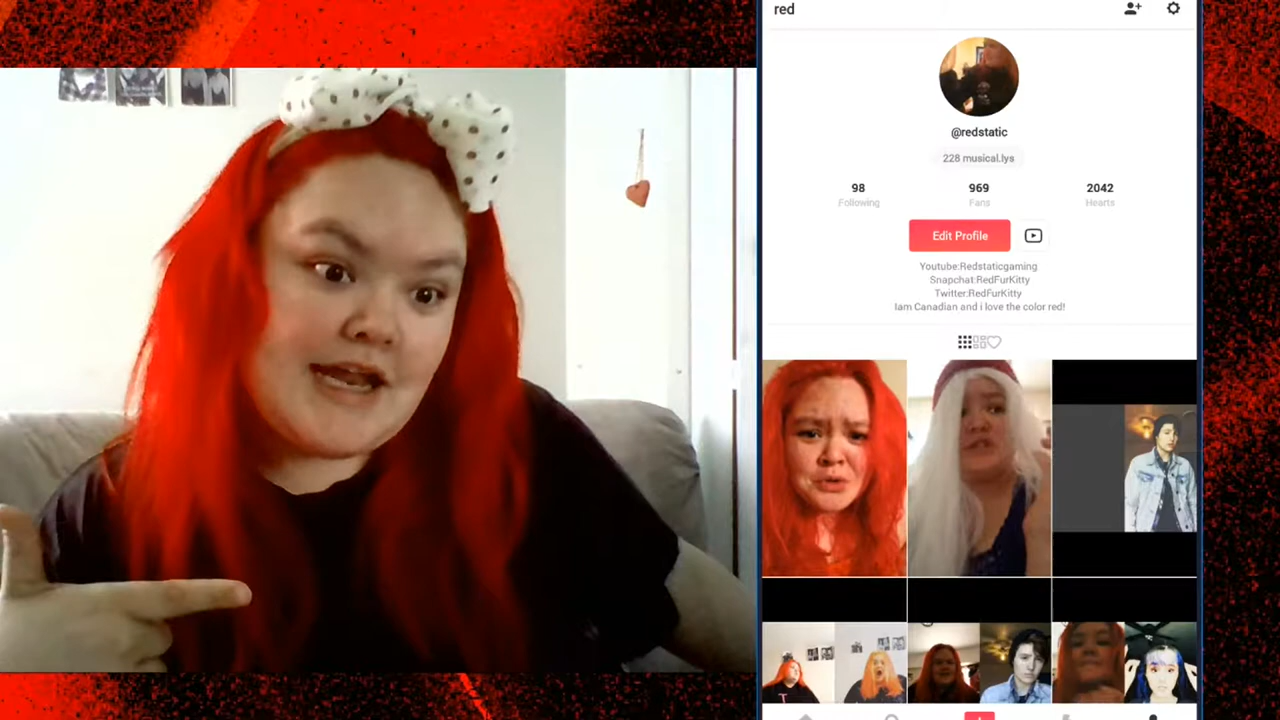 red
@redstatic
228 musical.lys
98 969 2042
Following Fans Hearts
Edit Profile
Youtube:Redstaticgaming
Snapchat:RedFurKitty
Twitter:RedFurKitty
Iam Canadian and i love the color red!